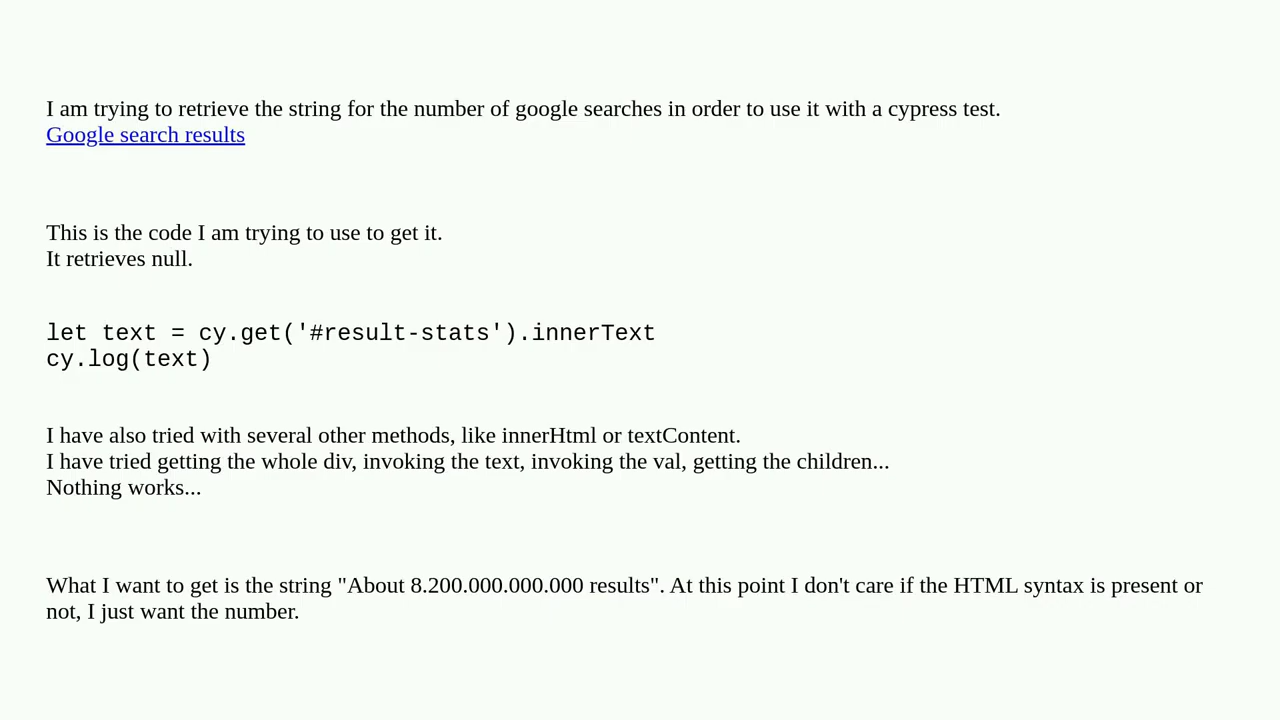 I am trying to retrieve the string for the number of google searches in order to use it with a cypress test.
Google search results
This is the code I am trying to use to get it.
It retrieves null.
let text = cy.get('#result-stats').innerText
cy.log(text)
I have also tried with several other methods, like innerHtml or textContent.
I have tried getting the whole div, invoking the text, invoking the val, getting the children...
Nothing works...
What I want to get is the string "About 8.200.000.000.000 results". At this point I don't care if the HTML syntax is present or
not, I just want the number.